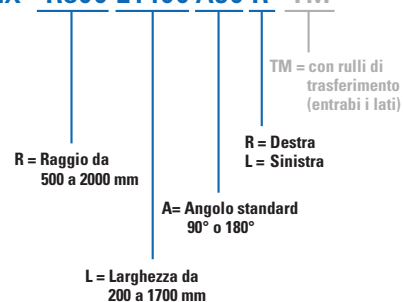 TM = con rulli di
trasferimento
(entrabi i lati)
R = Destra
L = Sinistra
R = Raggio da
500 a 2000 mm
A= Angolo standard
90° o 180°
L = Larghezza da
200 a 1700 mm